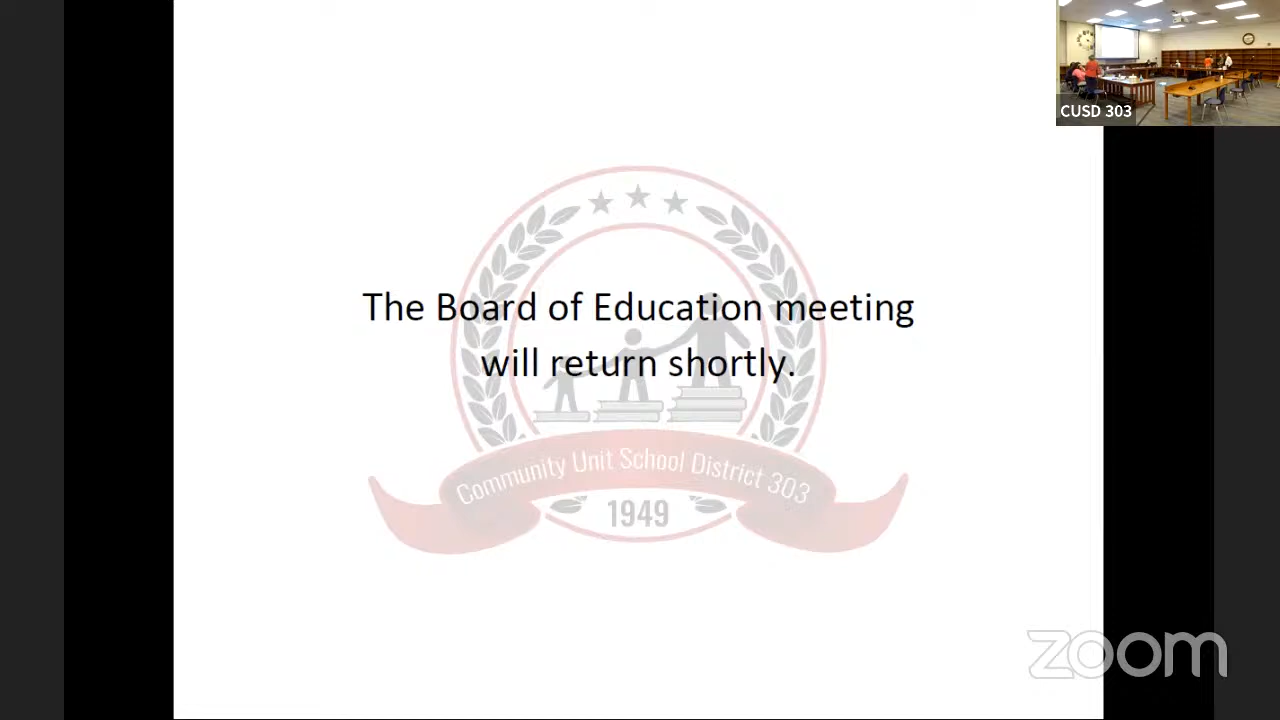 CUSD 303
The Board of Education meeting
will return shortly.
Community Unit School District 303
1949
zoom